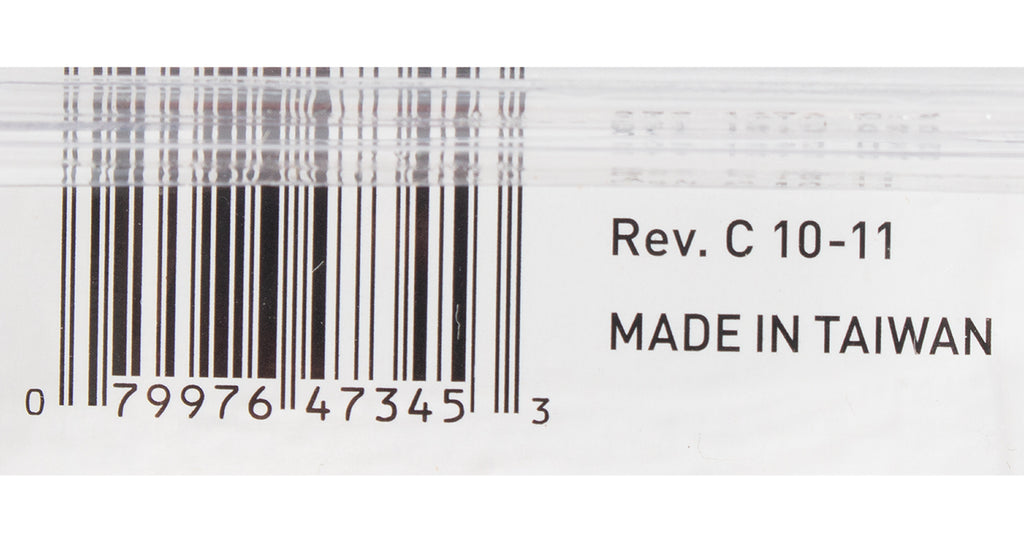 Rev. C 10-11
MADE IN TAIWAN
0 79976 47345 3